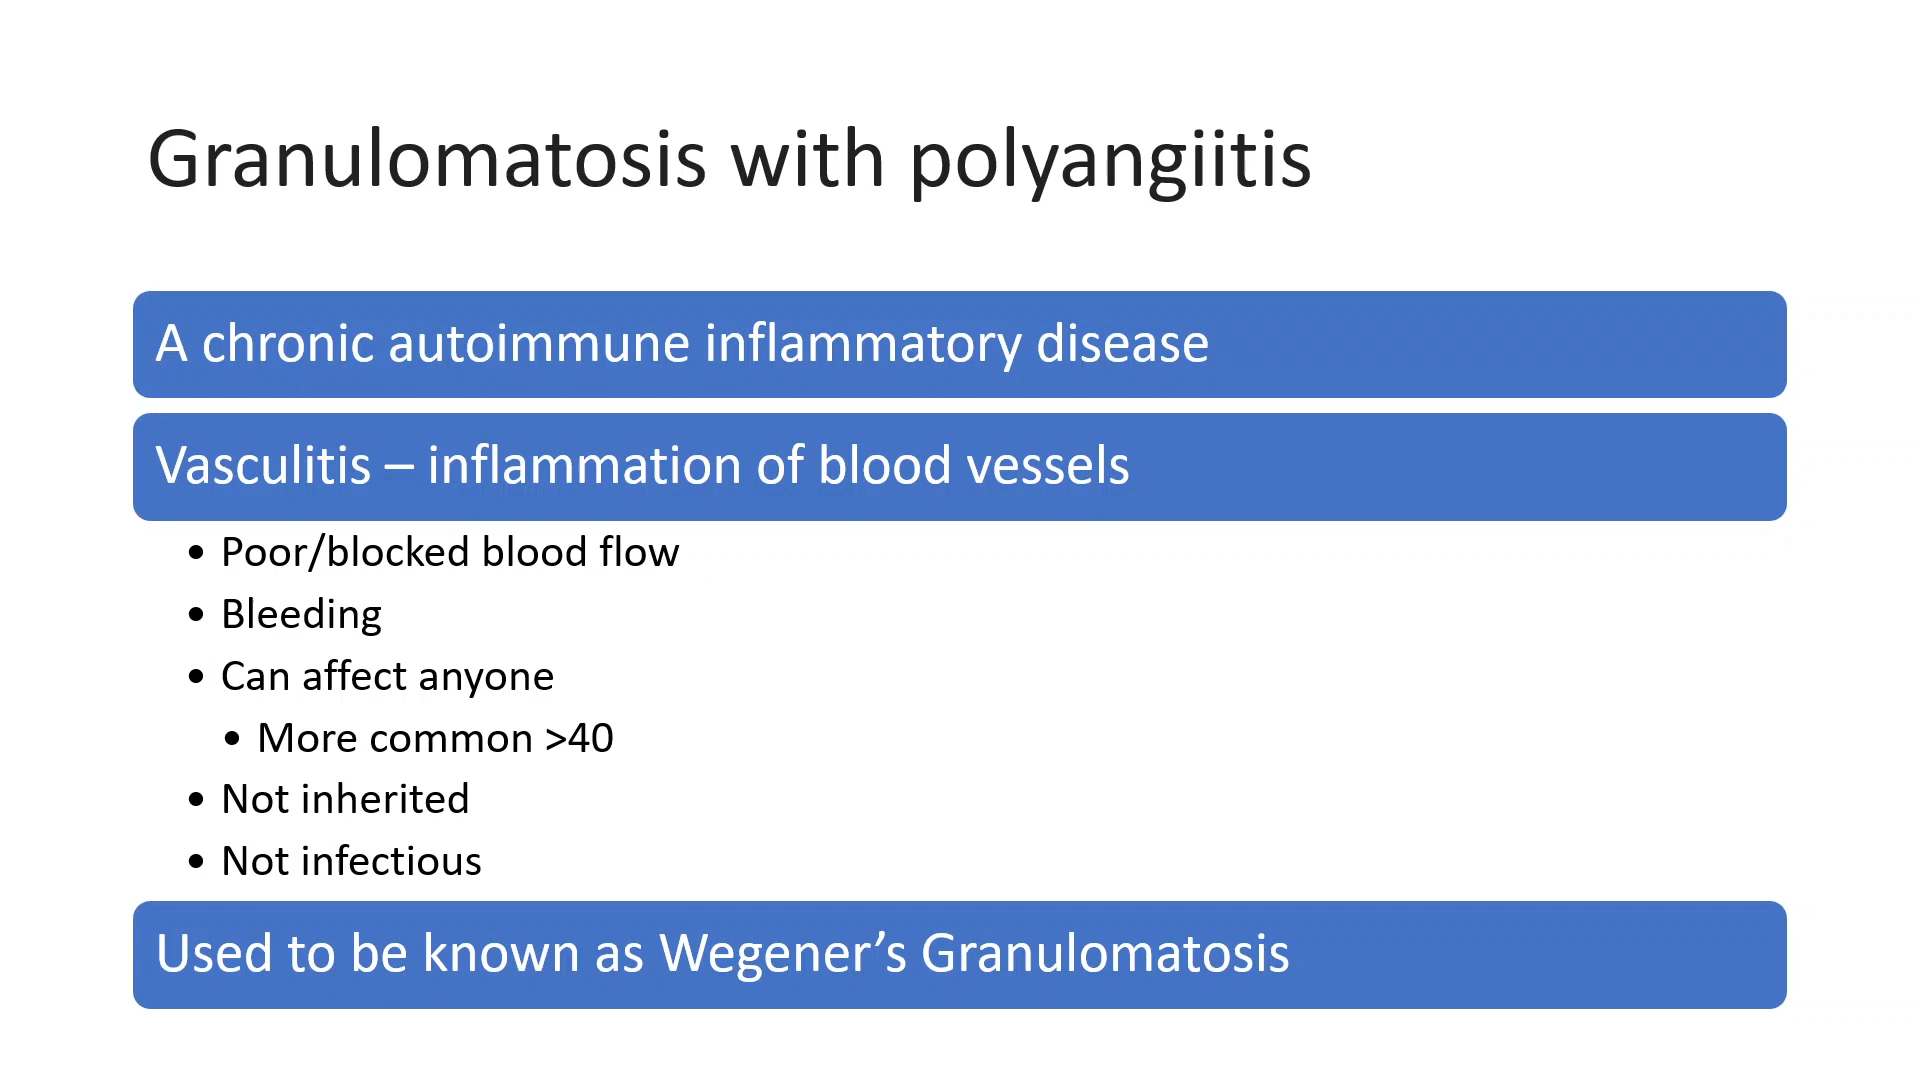 Granulomatosis with polyangiitis
A chronic autoimmune inflammatory disease
Vasculitis – inflammation of blood vessels
• Poor/blocked blood flow
• Bleeding
• Can affect anyone
• More common >40
• Not inherited
• Not infectious
Used to be known as Wegener’s Granulomatosis